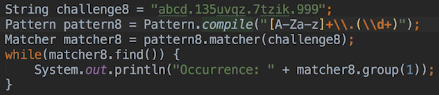 String challenge8 = "abcd.135uvqz.7tzik.999";
Pattern pattern8 = Pattern.compile("[A-Za-z]+\\.(\\d+)");
Matcher matcher8 = pattern8.matcher(challenge8);
while(matcher8.find()) {
    System.out.println("Occurrence: " + matcher8.group(1));
}